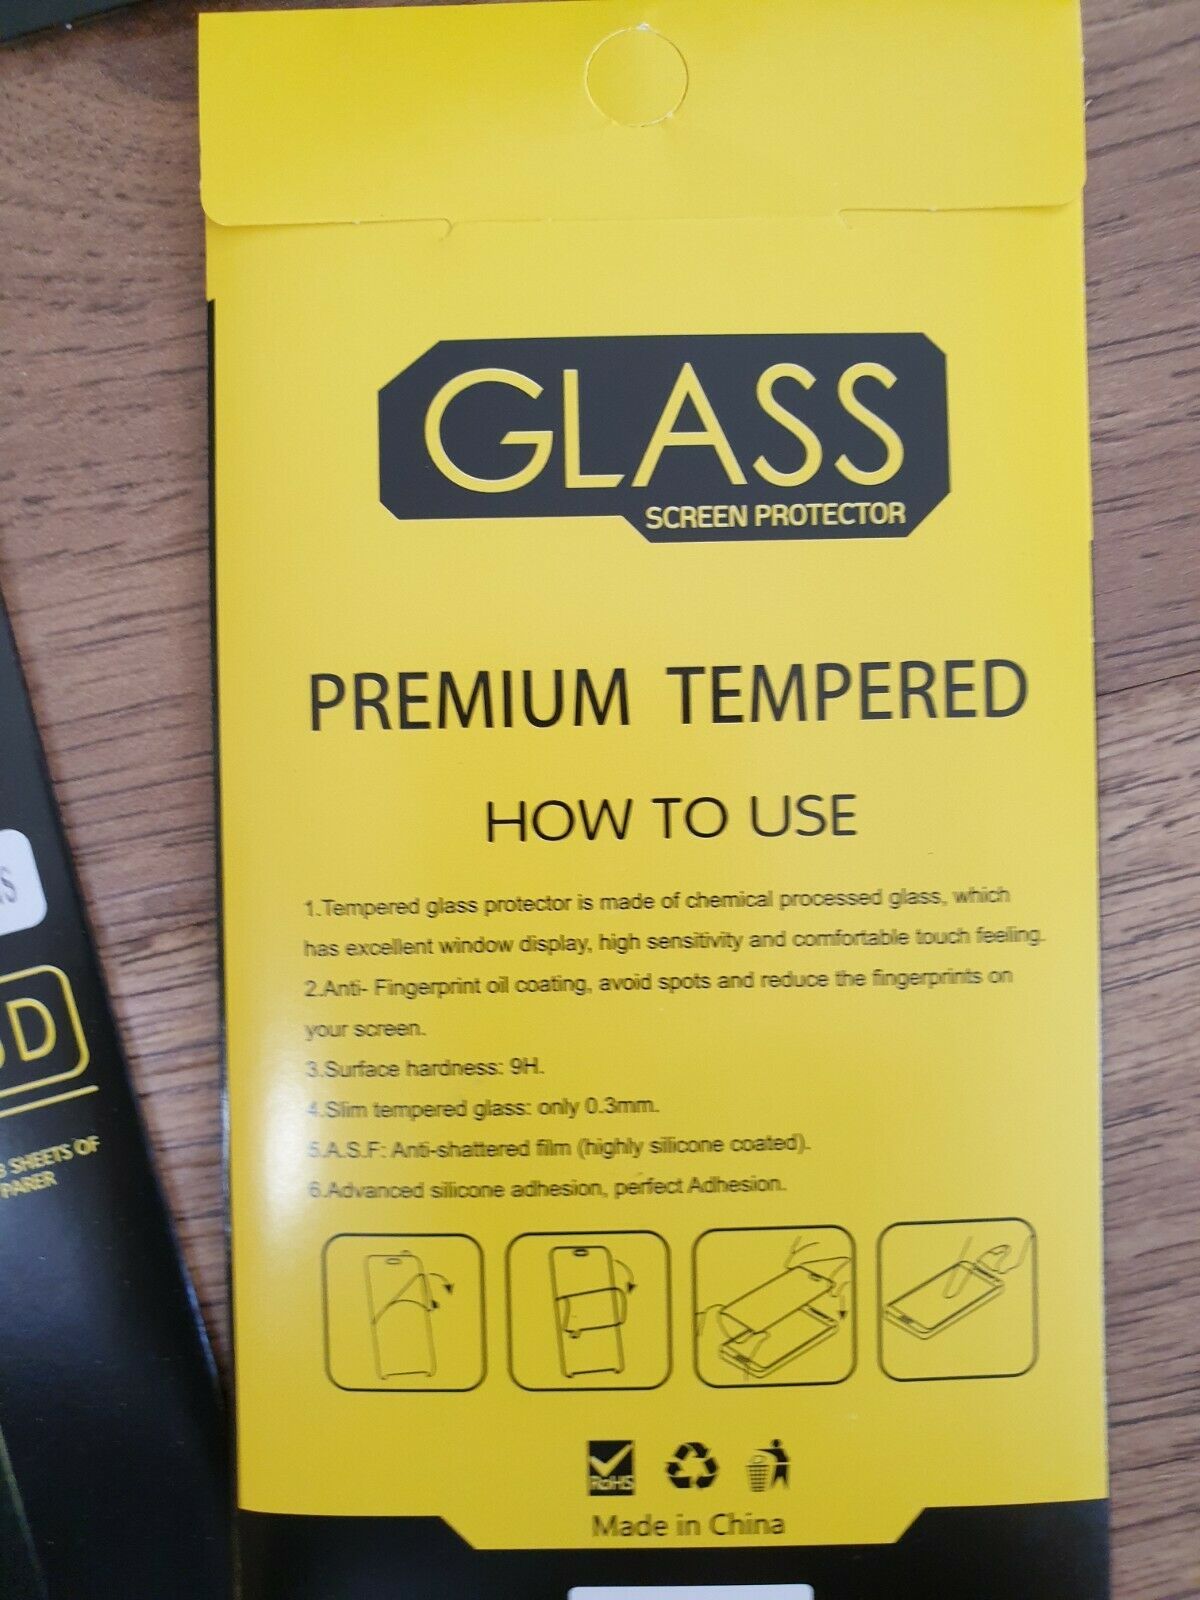 GLASS
SCREEN PROTECTOR
PREMIUM TEMPERED
HOW TO USE
1.Tempered glass protector is made of chemical processed glass, which
has excellent window display, high sensitivity and comfortable touch feeling.
2.Anti- Fingerprint oil coating, avoid spots and reduce the fingerprints on
your screen.
3.Surface hardness: 9H.
4.Slim tempered glass: only 0.3mm.
5.A.S.F: Anti-shattered film (highly silicone coated).
6.Advanced silicone adhesion, perfect Adhesion.
RoHS
Made in China
D
SHEETS OF